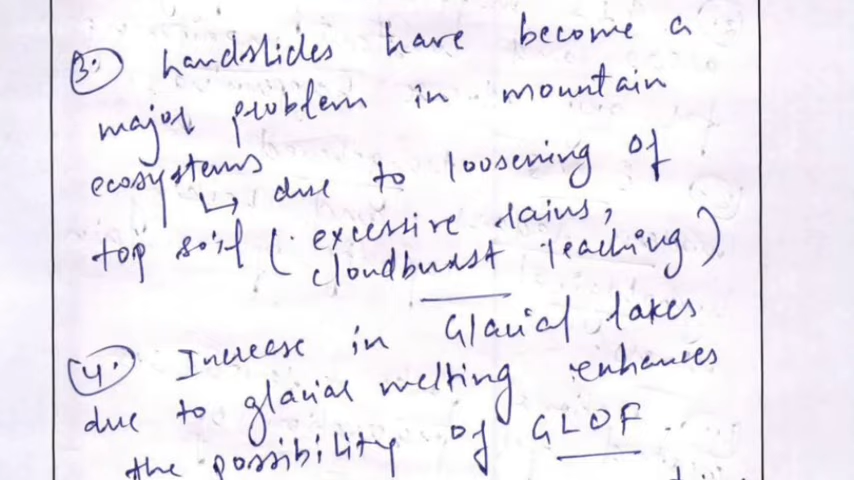 3. Landslides have become a
major problem in mountain
ecosystems
↳ due to loosening of
top soil ( excessive rains,
cloudburst leaching )
4. Increase in Glacial lakes
due to glacial melting enhances
the possibility of GLOF